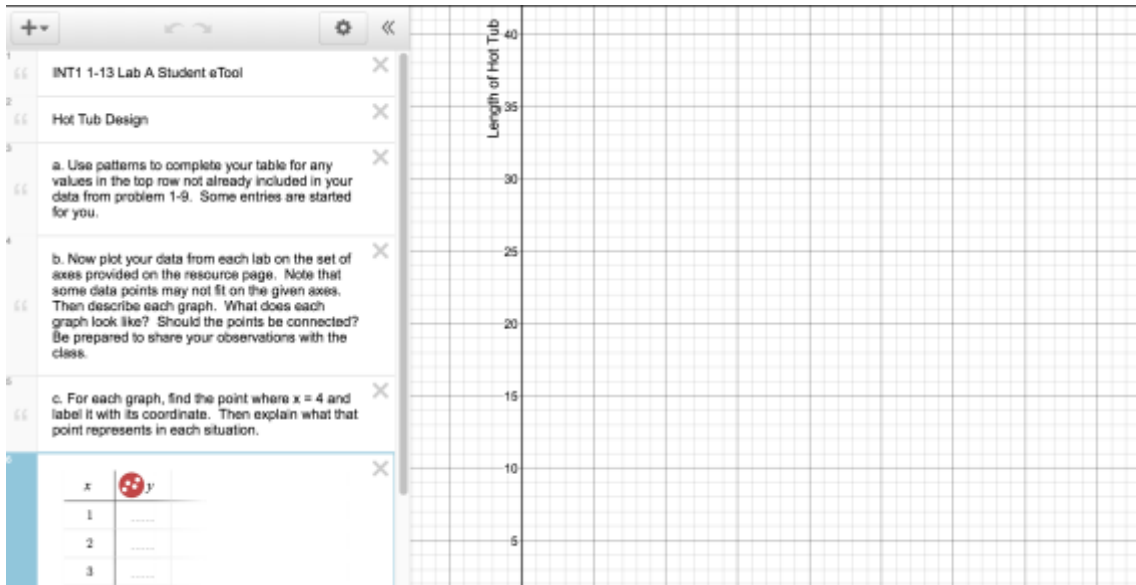 1
INT1 1-13 Lab A Student eTool
2
Hot Tub Design
3
a. Use patterns to complete your table for any
values in the top row not already included in your
data from problem 1-9. Some entries are started
for you.
4
b. Now plot your data from each lab on the set of
axes provided on the resource page. Note that
some data points may not fit on the given axes.
Then describe each graph. What does each
graph look like? Should the points be connected?
Be prepared to share your observations with the
class.
5
c. For each graph, find the point where x = 4 and
label it with its coordinate. Then explain what that
point represents in each situation.
6
x y
1
2
3
Length of Hot Tub
40
35
30
25
20
15
10
5